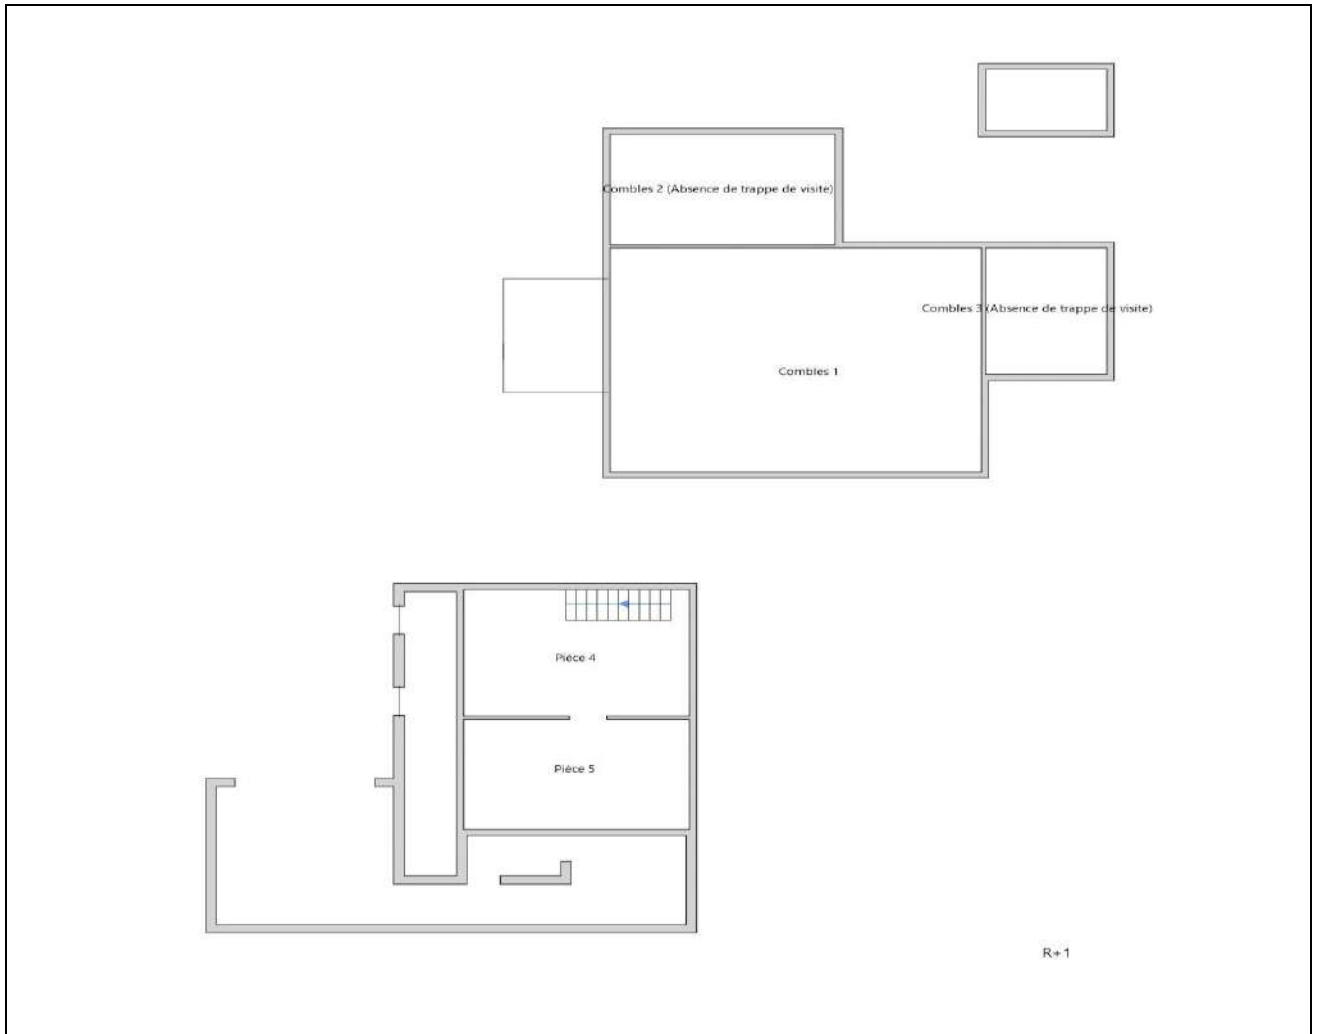 Combles 2 (Absence de trappe de visite)
Combles 3 (Absence de trappe de visite)
Combles 1
Pièce 4
Pièce 5
R+1